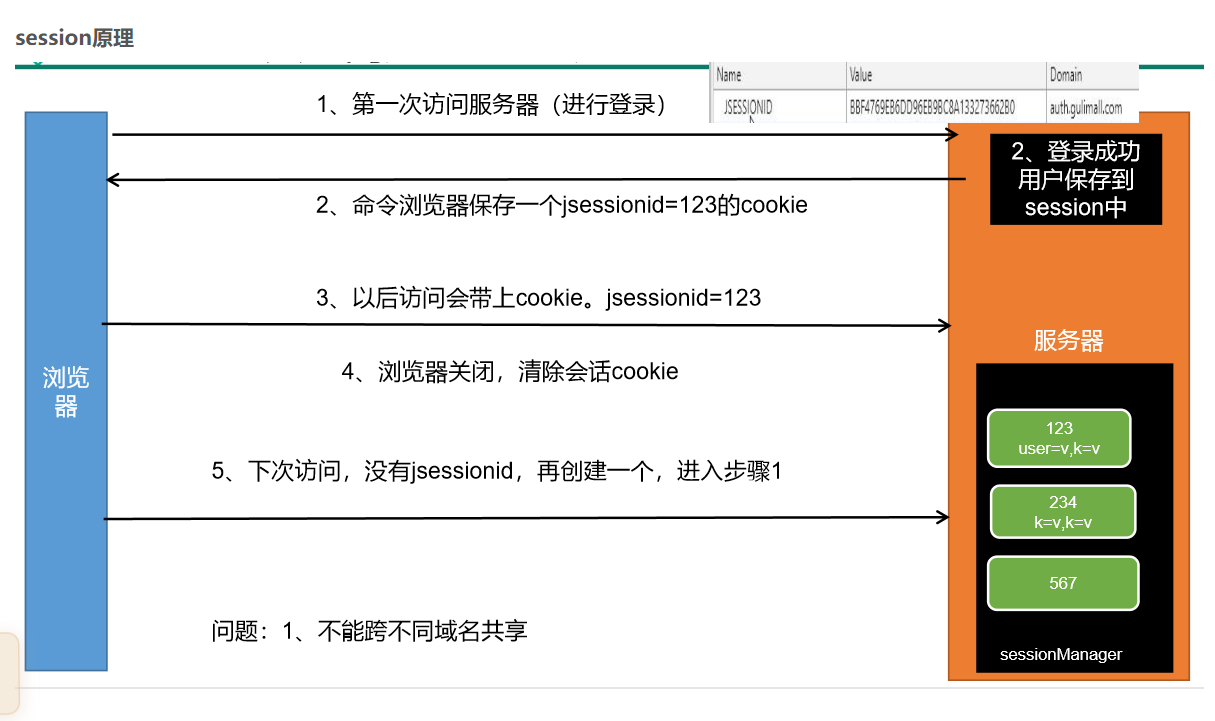 session原理
Name Value Domain
JSESSIONID BBF4769EB6DD96EB9BC8A133273662B0 auth.gulimall.com
1、第一次访问服务器（进行登录）
2、登录成功
用户保存到
session中
2、命令浏览器保存一个jsessionid=123的cookie
3、以后访问会带上cookie。jsessionid=123
服务器
浏览
器
4、浏览器关闭，清除会话cookie
123
user=v,k=v
5、下次访问，没有jsessionid，再创建一个，进入步骤1
234
k=v,k=v
567
问题：1、不能跨不同域名共享
sessionManager